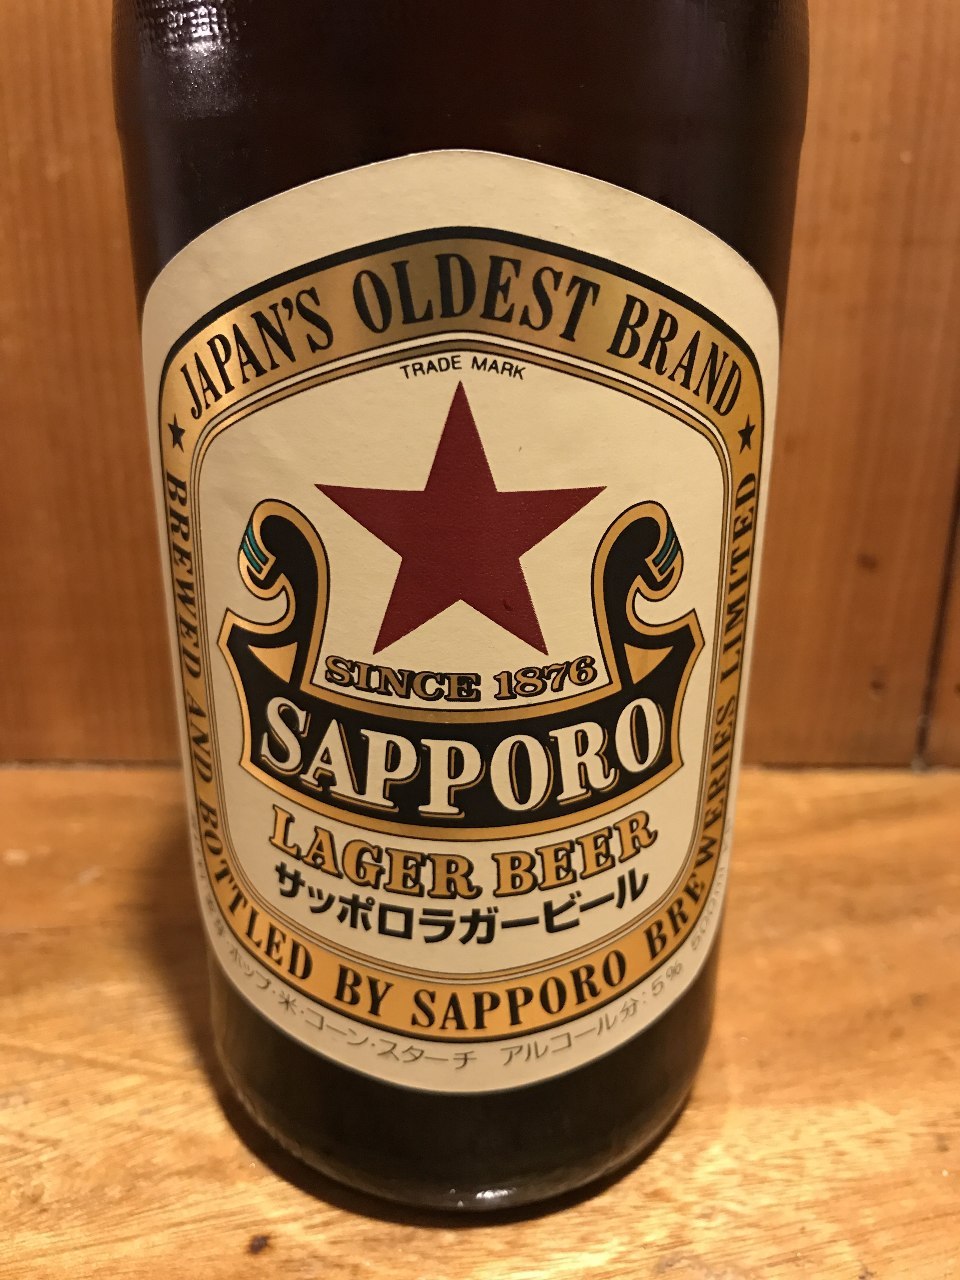 JAPAN'S OLDEST BRAND
TRADE MARK
SINCE 1876
SAPPORO
LAGER BEER
サッポロラガービール
BREWED AND BOTTLED BY SAPPORO BREWERIES LIMITED
ホップ・米・コーン・スターチ アルコール分:5%